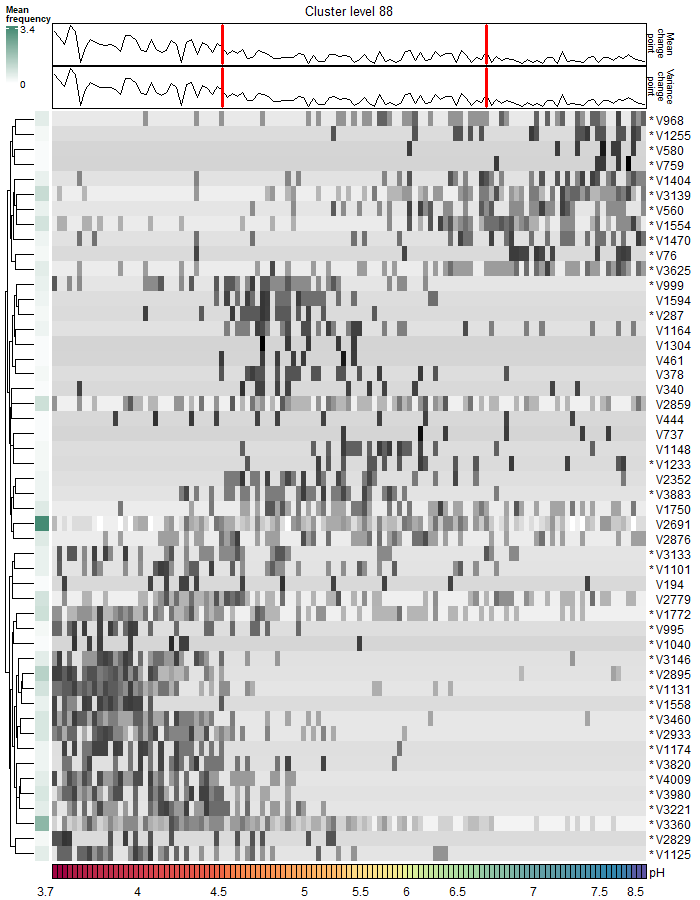 Mean
frequency
3.4
0
Cluster level 88
Mean
change
point
Variance
change
point
* V968
* V1255
* V580
* V759
* V1404
* V3139
* V560
* V1554
* V1470
* V76
* V3625
* V999
V1594
* V287
V1164
V1304
V461
V378
V340
V2859
V444
V737
V1148
* V1233
V2352
* V3883
V1750
V2691
V2876
* V3133
* V1101
V194
V2779
* V1772
* V995
* V1040
* V3146
* V2895
* V1131
* V1558
* V3460
* V2933
* V1174
* V3820
* V4009
* V3980
* V3221
* V3360
* V2829
* V1125
pH
3.7 4 4.5 5 5.5 6 6.5 7 7.5 8.5